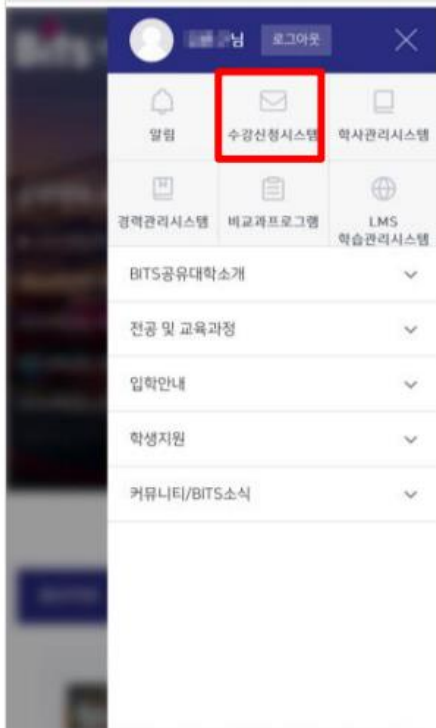 Bits
님 로그아웃
알림 수강신청시스템 학사관리시스템
경력관리시스템 비교과프로그램 LMS
학습관리시스템
BITS공유대학소개
전공 및 교육과정
입학안내
학생지원
커뮤니티/BITS소식